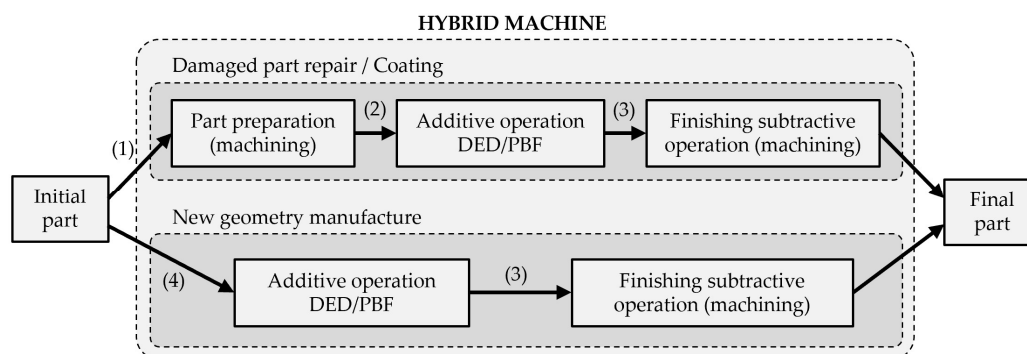 HYBRID MACHINE
Damaged part repair / Coating
(1)
Part preparation
(machining)
(2)
Additive operation
DED/PBF
(3)
Finishing subtractive
operation (machining)
Initial
part
Final
part
New geometry manufacture
(4)
Additive operation
DED/PBF
(3)
Finishing subtractive
operation (machining)